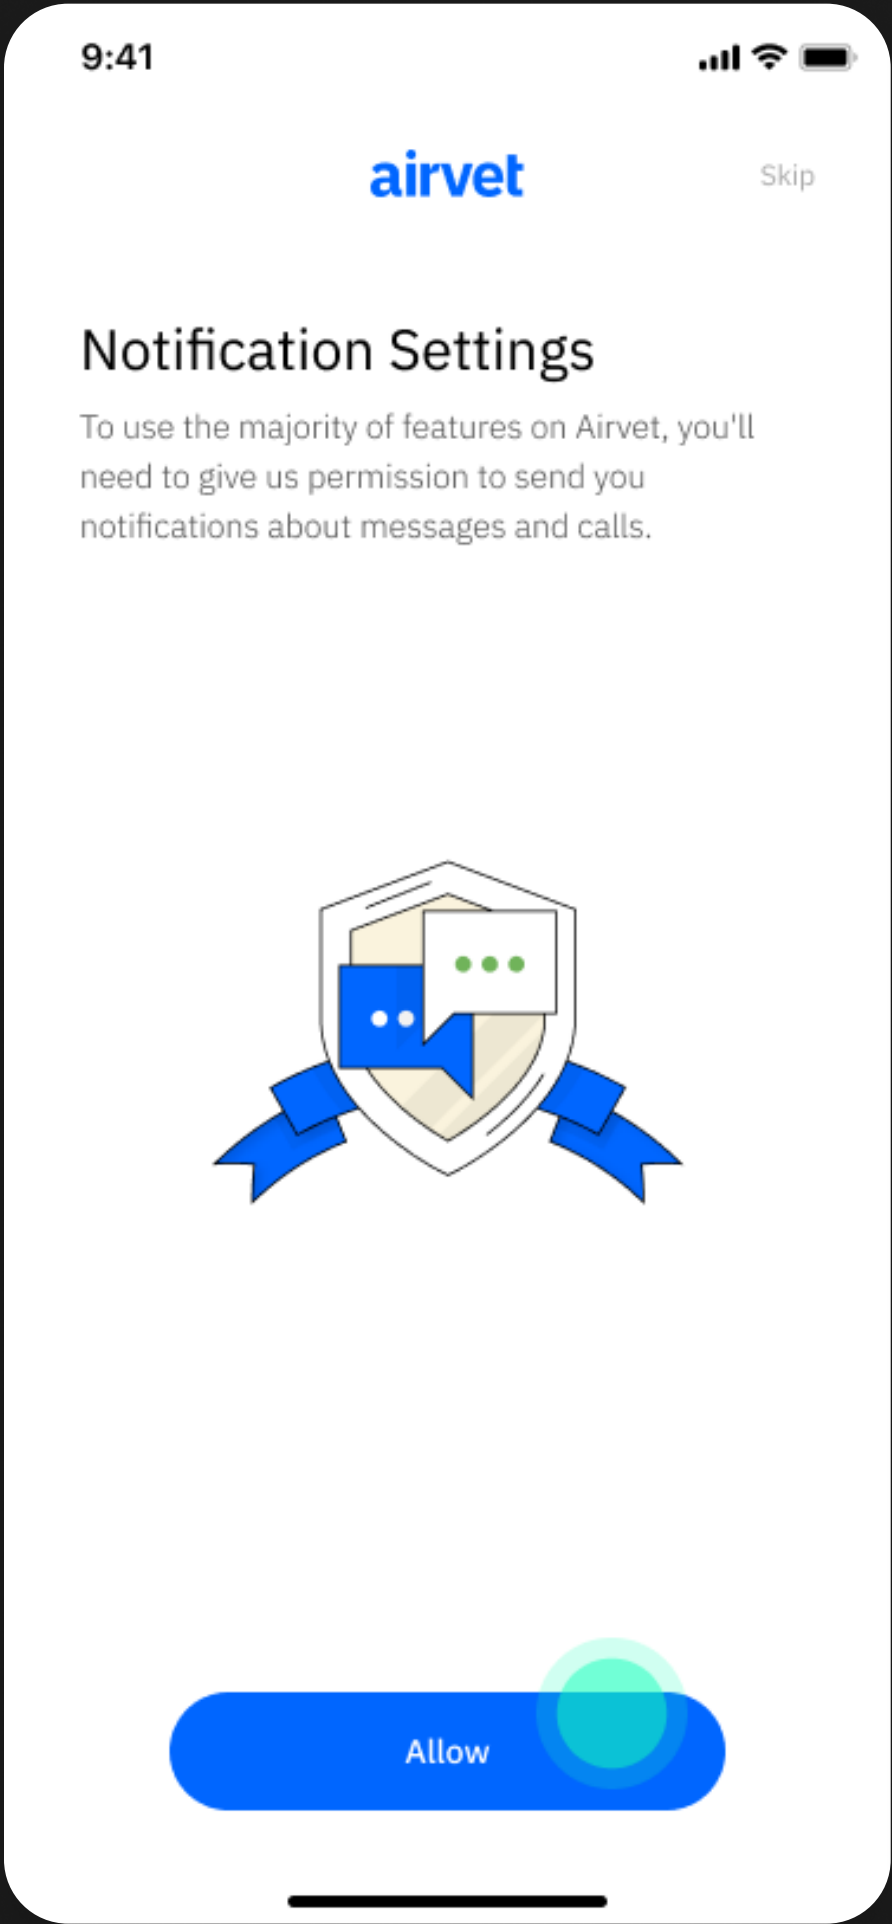 9:41
airvet
Skip
Notification Settings
To use the majority of features on Airvet, you'll
need to give us permission to send you
notifications about messages and calls.
Allow